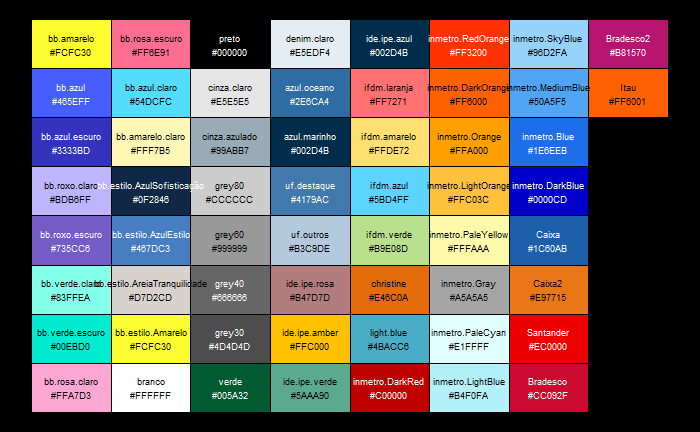 bb.amarelo
#FCFC30
bb.rosa.escuro
#FF6E91
preto
#000000
denim.claro
#E5EDF4
ide.ipe.azul
#002D4B
inmetro.RedOrange
#FF3200
inmetro.SkyBlue
#96D2FA
Bradesco2
#B81570
bb.azul
#465EFF
bb.azul.claro
#54DCFC
cinza.claro
#E5E5E5
azul.oceano
#2E6CA4
ifdm.laranja
#FF7271
inmetro.DarkOrange
#FF6000
inmetro.MediumBlue
#50A5F5
Itau
#FF6001
bb.azul.escuro
#3333BD
bb.amarelo.claro
#FFF7B5
cinza.azulado
#99ABB7
azul.marinho
#002D4B
ifdm.amarelo
#FFDE72
inmetro.Orange
#FFA000
inmetro.Blue
#1E6EEB
bb.roxo.claro
#BDB6FF
bb.estilo.AzulSofisticação
#0F2846
grey80
#CCCCCC
uf.destaque
#4179AC
ifdm.azul
#5BD4FF
inmetro.LightOrange
#FFC03C
inmetro.DarkBlue
#0000CD
bb.roxo.escuro
#735CC6
bb.estilo.AzulEstilo
#467DC3
grey60
#999999
uf.outros
#B3C9DE
ifdm.verde
#B9E08D
inmetro.PaleYellow
#FFFAAA
Caixa
#1C60AB
bb.verde.claro
#83FFEA
bb.estilo.AreiaTranquilidade
#D7D2CD
grey40
#666666
ide.ipe.rosa
#B47D7D
christine
#E46C0A
inmetro.Gray
#A5A5A5
Caixa2
#E97715
bb.verde.escuro
#00EBD0
bb.estilo.Amarelo
#FCFC30
grey30
#4D4D4D
ide.ipe.amber
#FFC000
light.blue
#4BACC6
inmetro.PaleCyan
#E1FFFF
Santander
#EC0000
bb.rosa.claro
#FFA7D3
branco
#FFFFFF
verde
#005A32
ide.ipe.verde
#5AAA90
inmetro.DarkRed
#C00000
inmetro.LightBlue
#B4F0FA
Bradesco
#CC092F